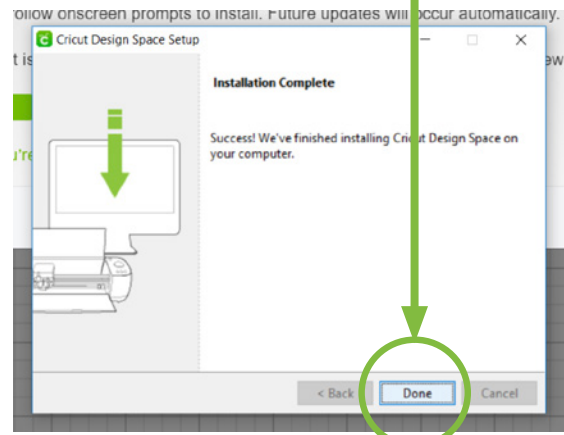 ollow onscreen prompts to install. Future updates will occur automatically.
Cricut Design Space Setup
t is
Installation Complete
Success! We've finished installing Cricut Design Space on
your computer.
< Back
Done
Cancel